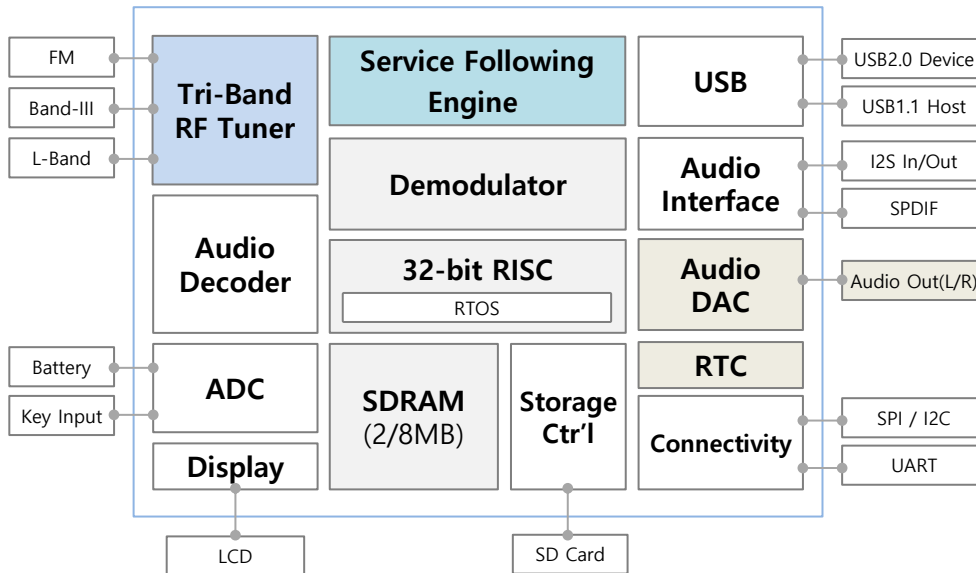 FM
Band-III
L-Band
Tri-Band
RF Tuner
Service Following
Engine
USB
USB2.0 Device
USB1.1 Host
Demodulator
Audio
Interface
I2S In/Out
SPDIF
Audio
Decoder
32-bit RISC
RTOS
Audio
DAC
Audio Out(L/R)
Battery
Key Input
ADC
SDRAM
(2/8MB)
Storage
Ctr'l
RTC
Connectivity
SPI / I2C
UART
Display
LCD
SD Card